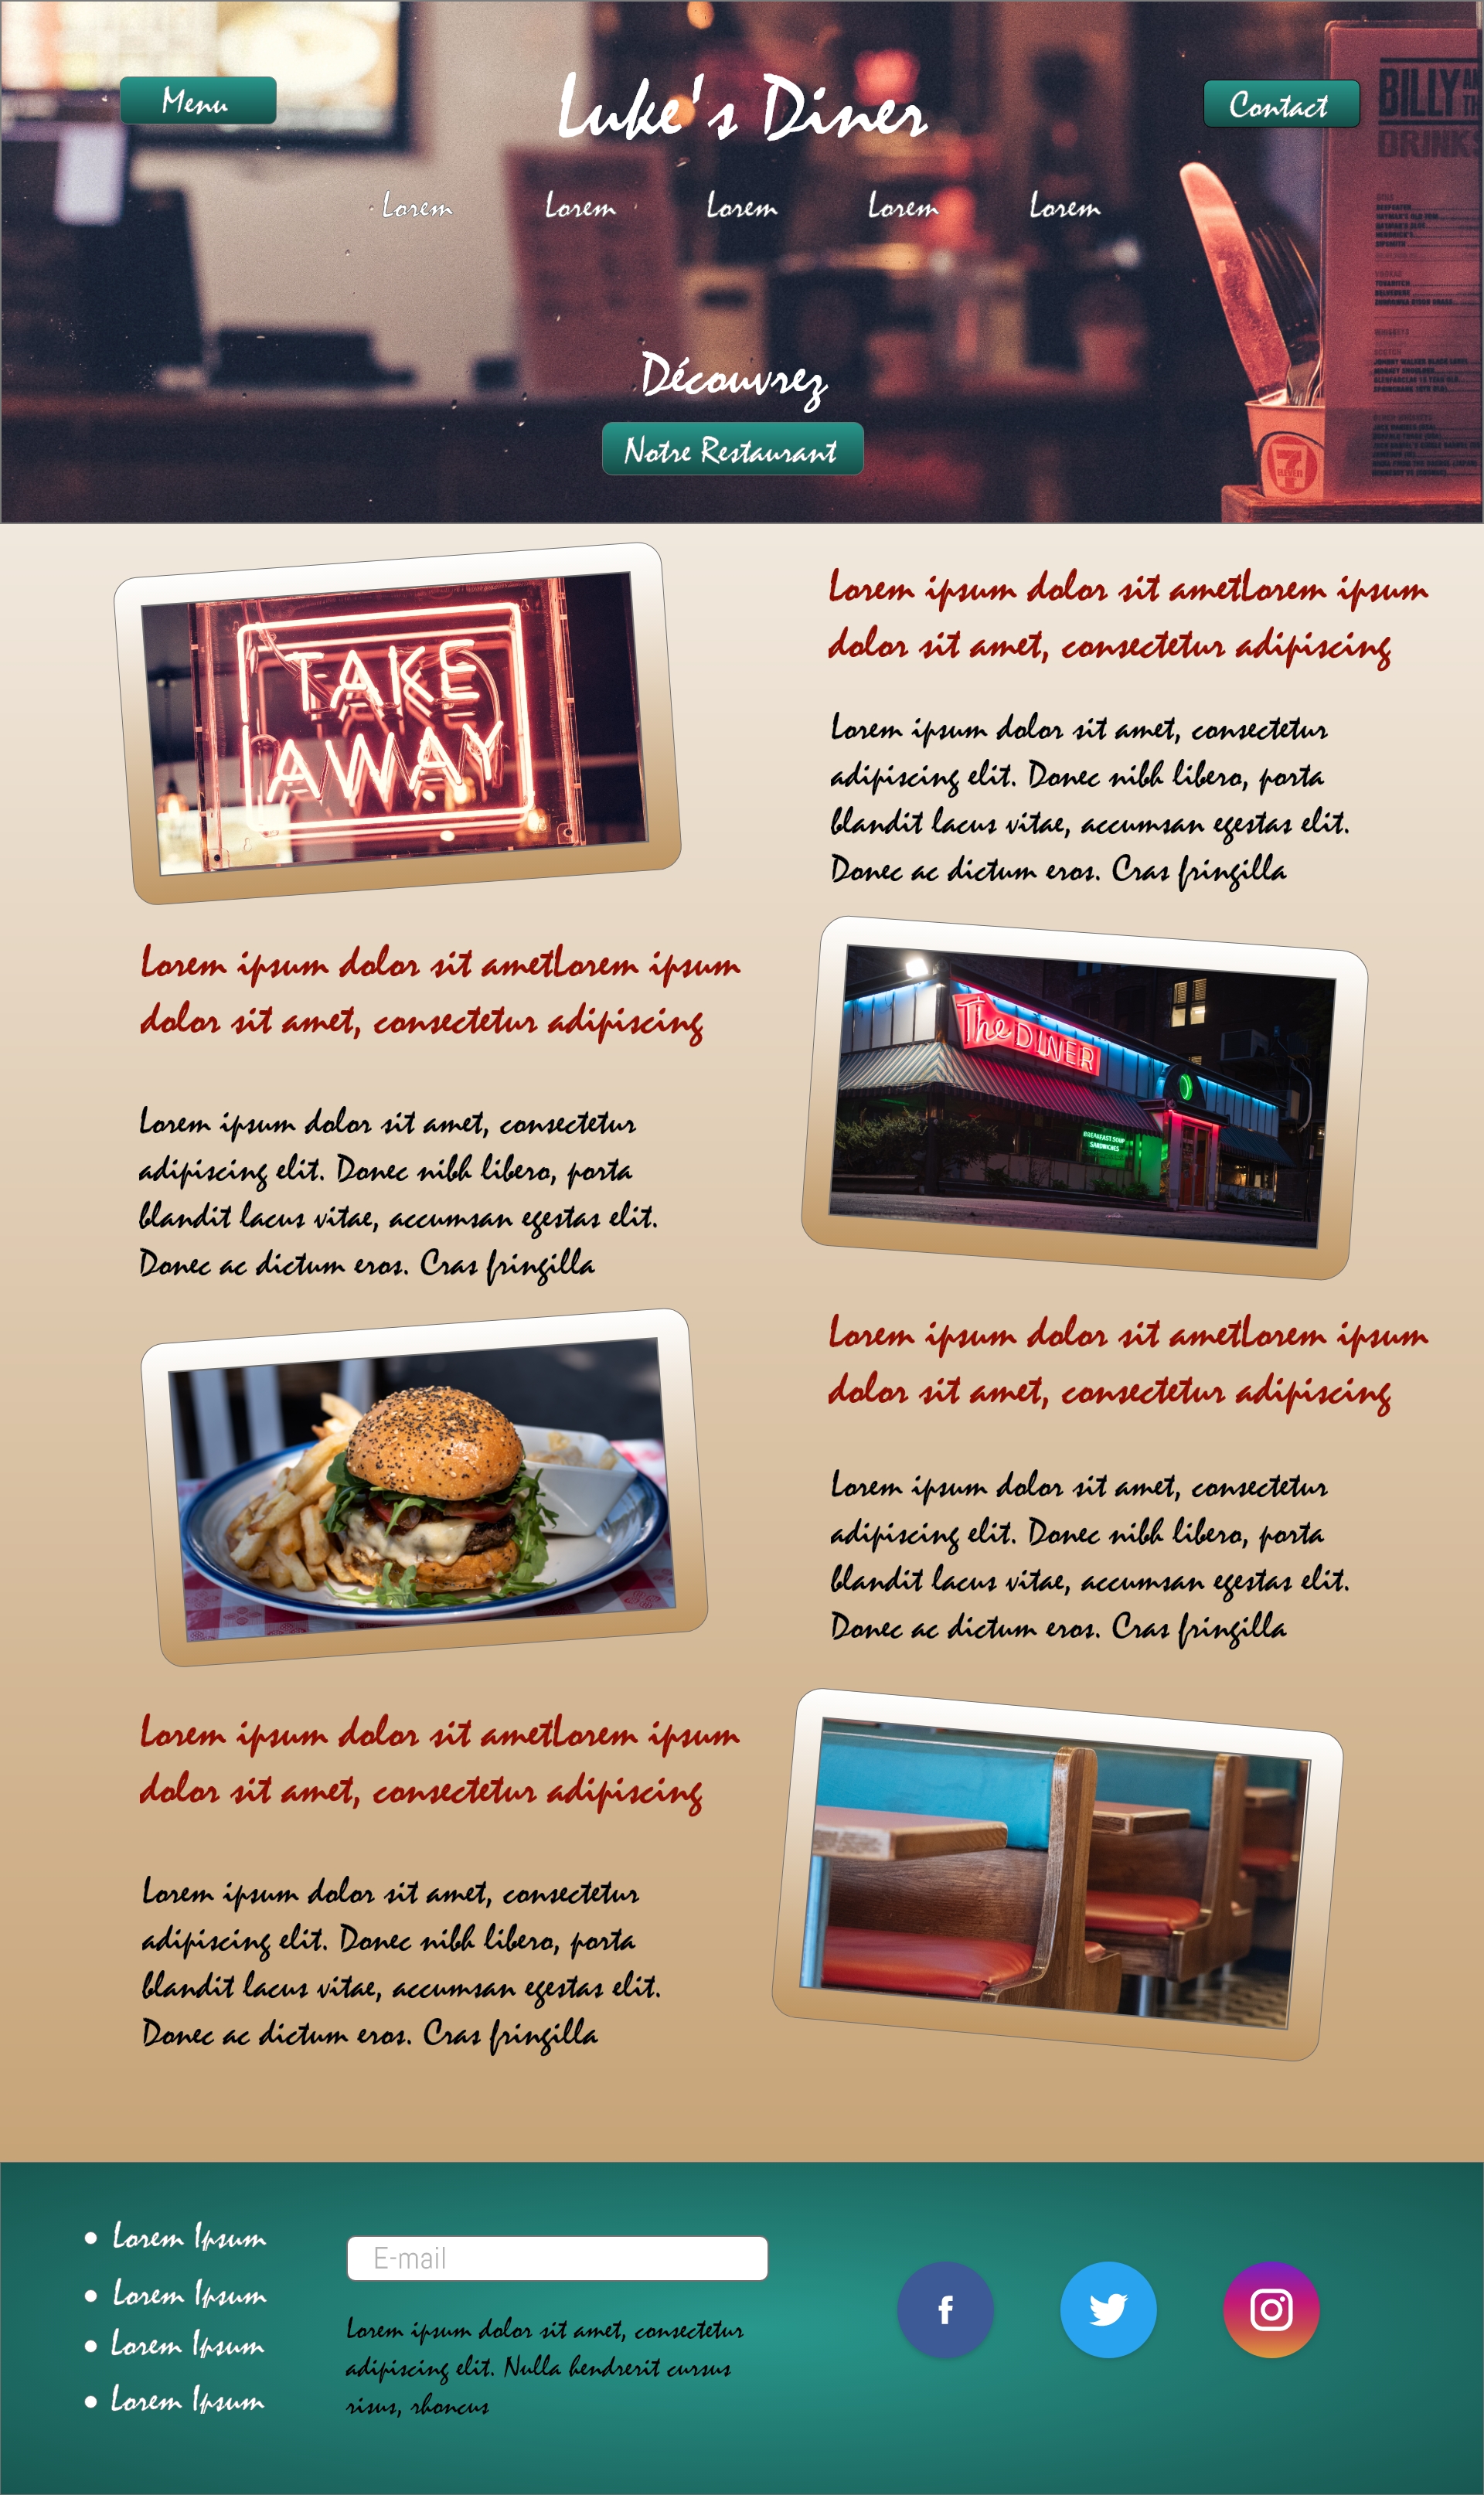 Menu
Luke's Diner
Contact
BILLY
DRINKS
Lorem Lorem Lorem Lorem Lorem
Découvrez
Notre Restaurant
7
ELEVEN
TAKE
AWAY
Lorem ipsum dolor sit ametLorem ipsum
dolor sit amet, consectetur adipiscing
Lorem ipsum dolor sit amet, consectetur
adipiscing elit. Donec nibh libero, porta
blandit lacus vitae, accumsan egestas elit.
Donec ac dictum eros. Cras fringilla
Lorem ipsum dolor sit ametLorem ipsum
dolor sit amet, consectetur adipiscing
Lorem ipsum dolor sit amet, consectetur
adipiscing elit. Donec nibh libero, porta
blandit lacus vitae, accumsan egestas elit.
Donec ac dictum eros. Cras fringilla
The DINER
BREAKFAST SOUP
SANDWICHES
Lorem ipsum dolor sit ametLorem ipsum
dolor sit amet, consectetur adipiscing
Lorem ipsum dolor sit amet, consectetur
adipiscing elit. Donec nibh libero, porta
blandit lacus vitae, accumsan egestas elit.
Donec ac dictum eros. Cras fringilla
Lorem ipsum dolor sit ametLorem ipsum
dolor sit amet, consectetur adipiscing
Lorem ipsum dolor sit amet, consectetur
adipiscing elit. Donec nibh libero, porta
blandit lacus vitae, accumsan egestas elit.
Donec ac dictum eros. Cras fringilla
Lorem Ipsum
Lorem Ipsum
Lorem Ipsum
Lorem Ipsum
E-mail
Lorem ipsum dolor sit amet, consectetur
adipiscing elit. Nulla hendrerit cursus
risus, rhoncus